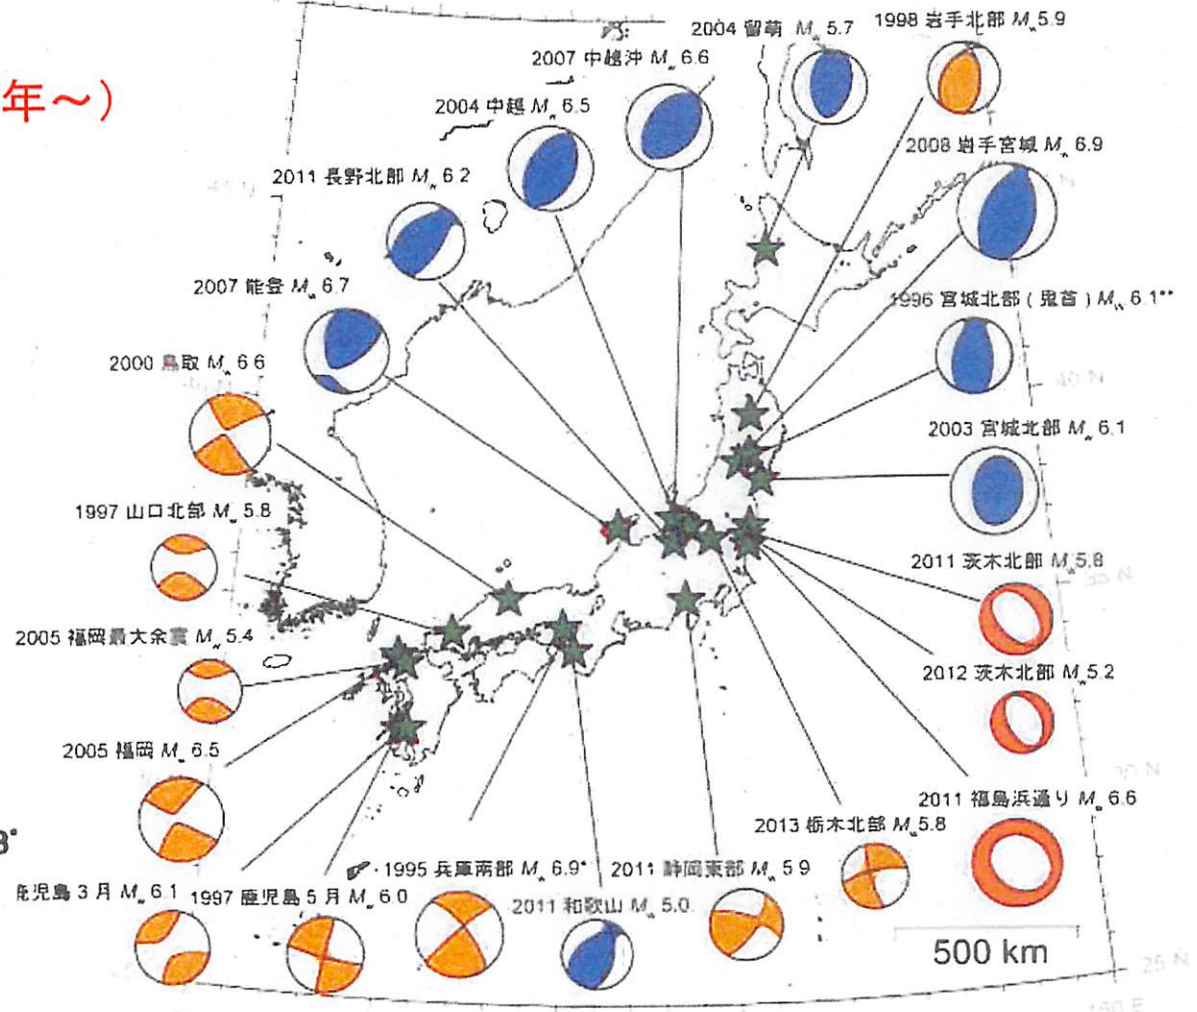 年～)
2004 留萌 Mw 5.7
1998 岩手北部 Mw 5.9
2007 中越沖 Mw 6.6
2004 中越 Mw 6.5
2008 岩手宮城 Mw 6.9
2011 長野北部 Mw 6.2
2007 能登 Mw 6.7
1996 宮城北部 ( 鬼首 ) Mw 6.1**
2000 鳥取 Mw 6.6
40 N
2003 宮城北部 Mw 6.1
1997 山口北部 Mw 5.8
2011 茨木北部 Mw 5.8
2005 福岡最大余震 Mw 5.4
2012 茨木北部 Mw 5.2
2005 福岡 Mw 6.5
2011 福島浜通り Mw 6.6
2013 栃木北部 Mw 5.8
1995 兵庫南部 Mw 6.9*
2011 静岡東部 Mw 5.9
児島 3 月 Mw 6.1
1997 鹿児島 5 月 Mw 6.0
2011 和歌山 Mw 5.0
500 km
25 N